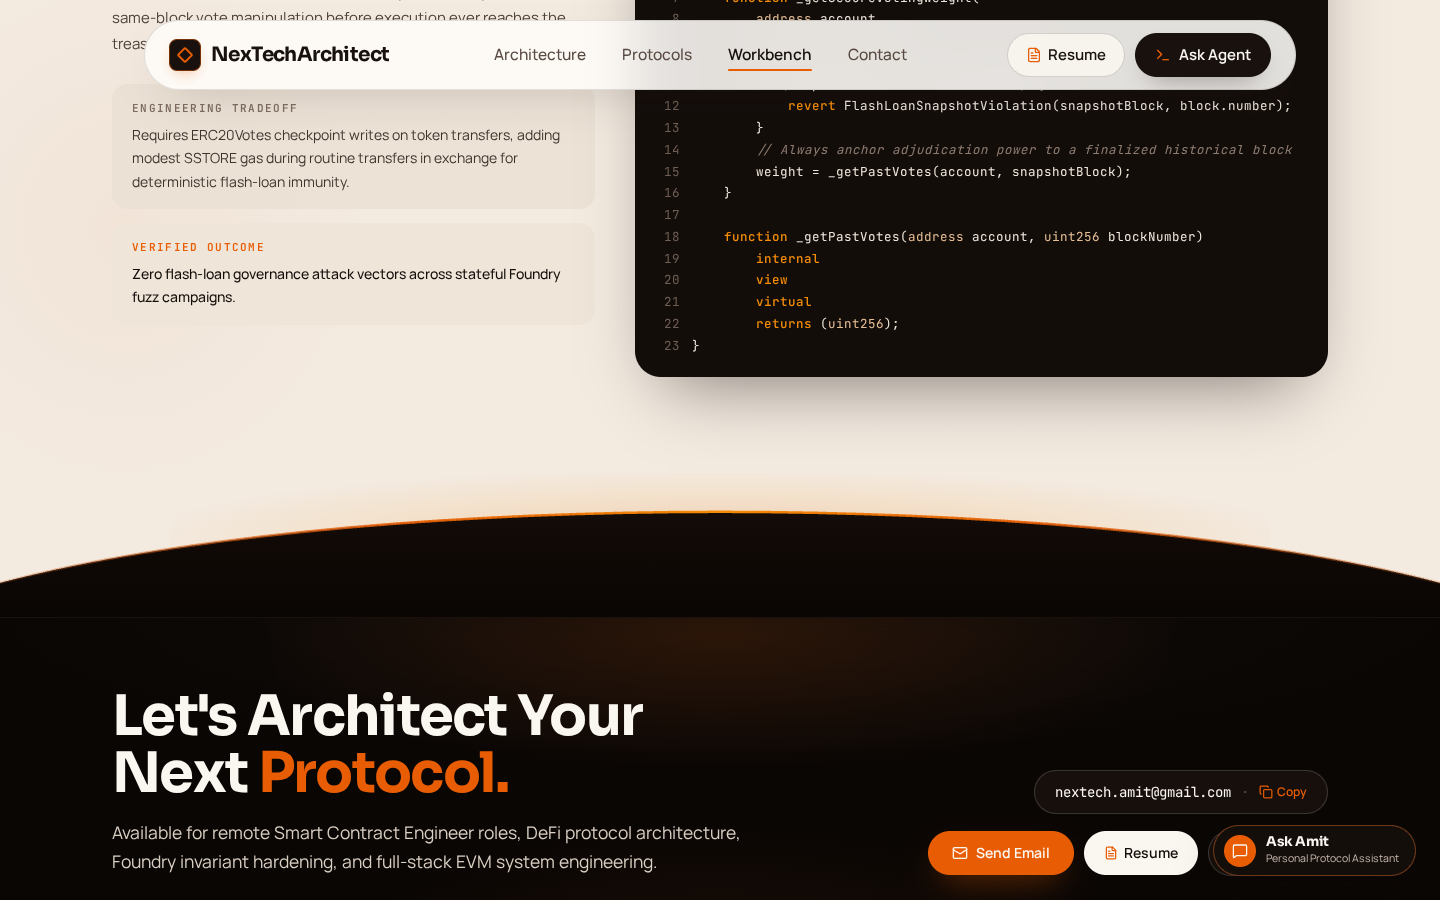 same-block vote manipulation before execution ever reaches the
NexTechArchitect
Architecture
Protocols
Workbench
Contact
Resume
Ask Agent
ENGINEERING TRADEOFF
Requires ERC20Votes checkpoint writes on token transfers, adding
modest SSTORE gas during routine transfers in exchange for
deterministic flash-loan immunity.
VERIFIED OUTCOME
Zero flash-loan governance attack vectors across stateful Foundry
fuzz campaigns.
8 address account,
12 revert FlashLoanSnapshotViolation(snapshotBlock, block.number);
13 }
14 // Always anchor adjudication power to a finalized historical block
15 weight = _getPastVotes(account, snapshotBlock);
16 }
17
18 function _getPastVotes(address account, uint256 blockNumber)
19 internal
20 view
21 virtual
22 returns (uint256);
23 }
Let's Architect Your
Next Protocol.
Available for remote Smart Contract Engineer roles, DeFi protocol architecture,
Foundry invariant hardening, and full-stack EVM system engineering.
nextech.amit@gmail.com · Copy
Send Email
Resume
Ask Amit
Personal Protocol Assistant